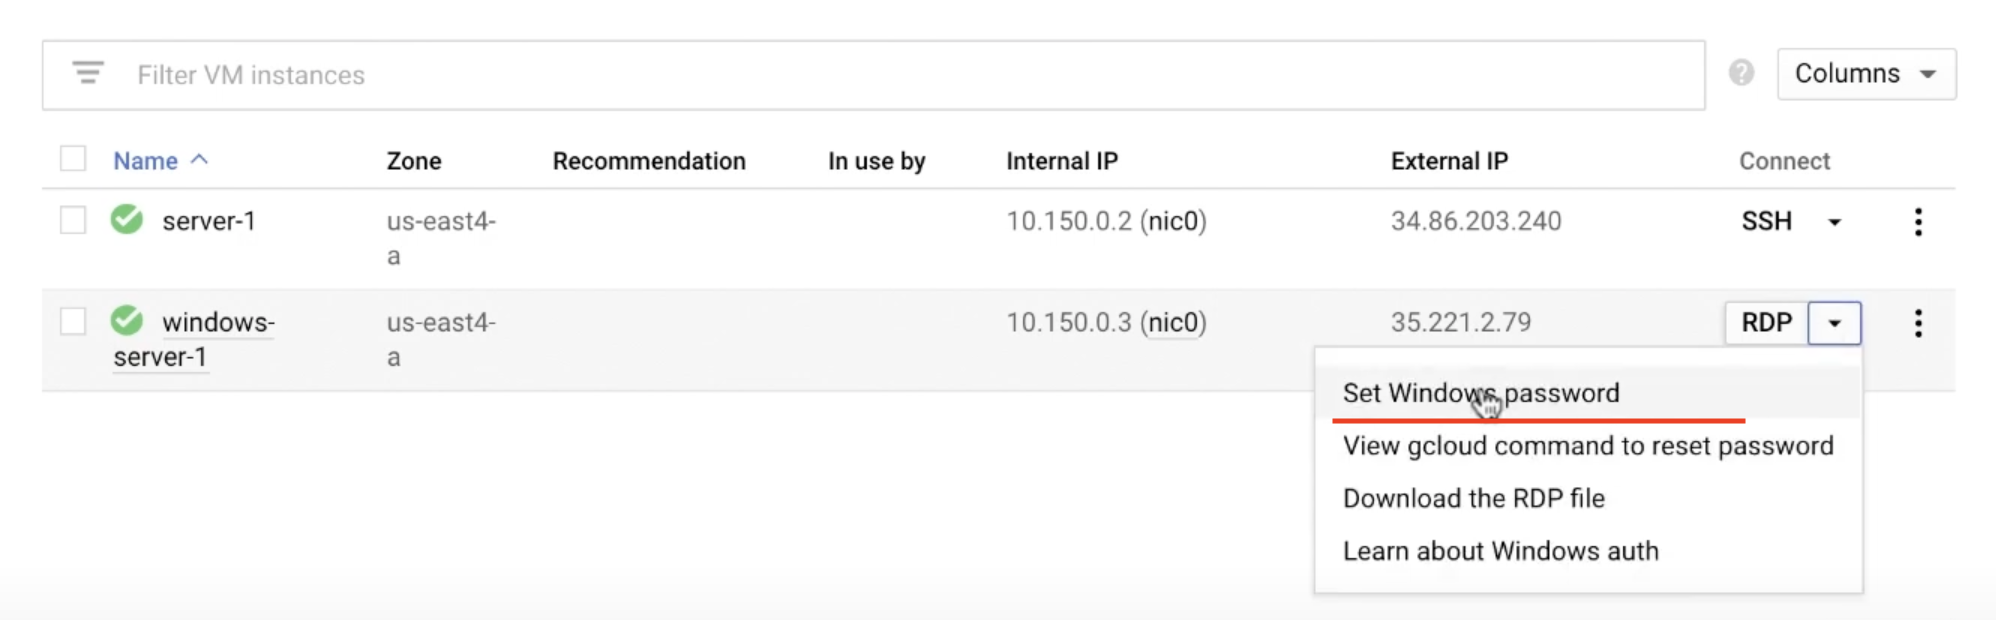 Filter VM instances
Columns
Name Zone Recommendation In use by Internal IP External IP Connect
server-1 us-east4- 10.150.0.2 (nic0) 34.86.203.240 SSH
a
windows- us-east4- 10.150.0.3 (nic0) 35.221.2.79 RDP
server-1 a
Set Windows password
View gcloud command to reset password
Download the RDP file
Learn about Windows auth